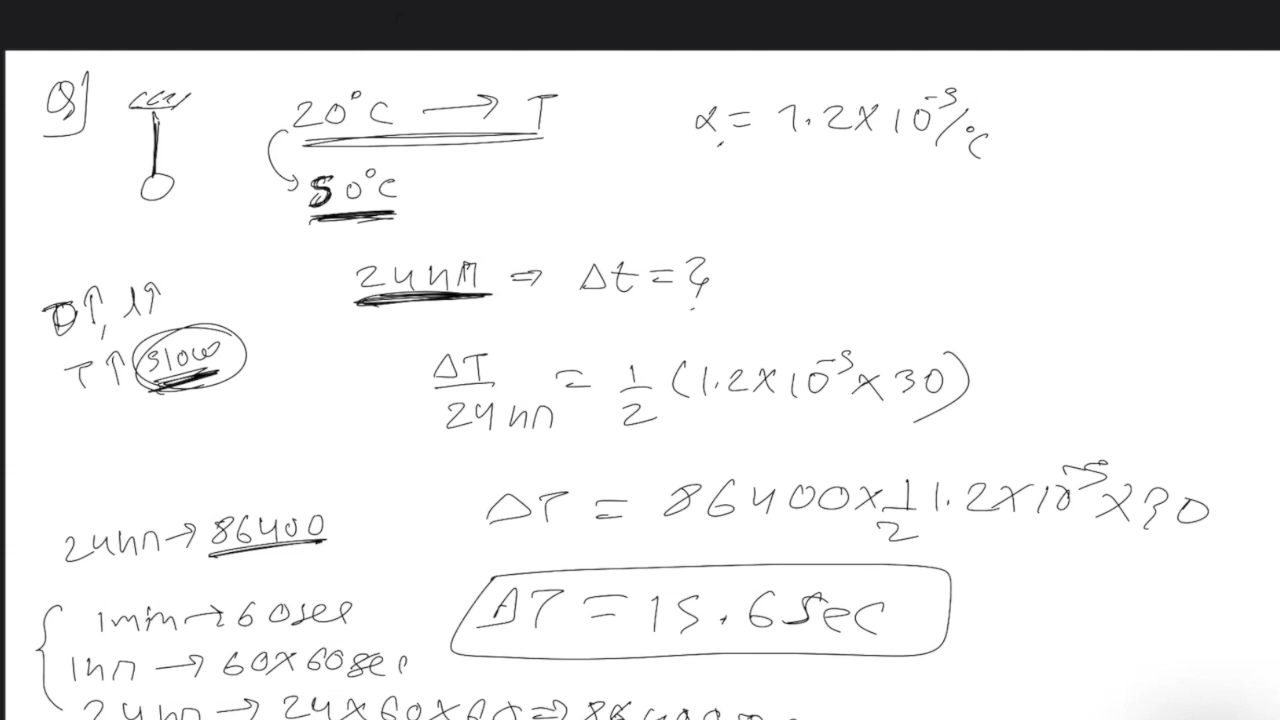 Q]
20°C → T
α = 1.2×10⁻⁵/°C
50°C
24hr ⇒ Δt = ?
θ↑, l↑
T↑ slow
ΔT/24hr = 1/2 (1.2×10⁻⁵×30)
ΔT = 86400×1/2 1.2×10⁻⁵×30
24hr → 86400
ΔT = 15.6 sec
1min → 60sec
1hr → 60×60sec
24hr → 24×60×60 ⇒ 86400